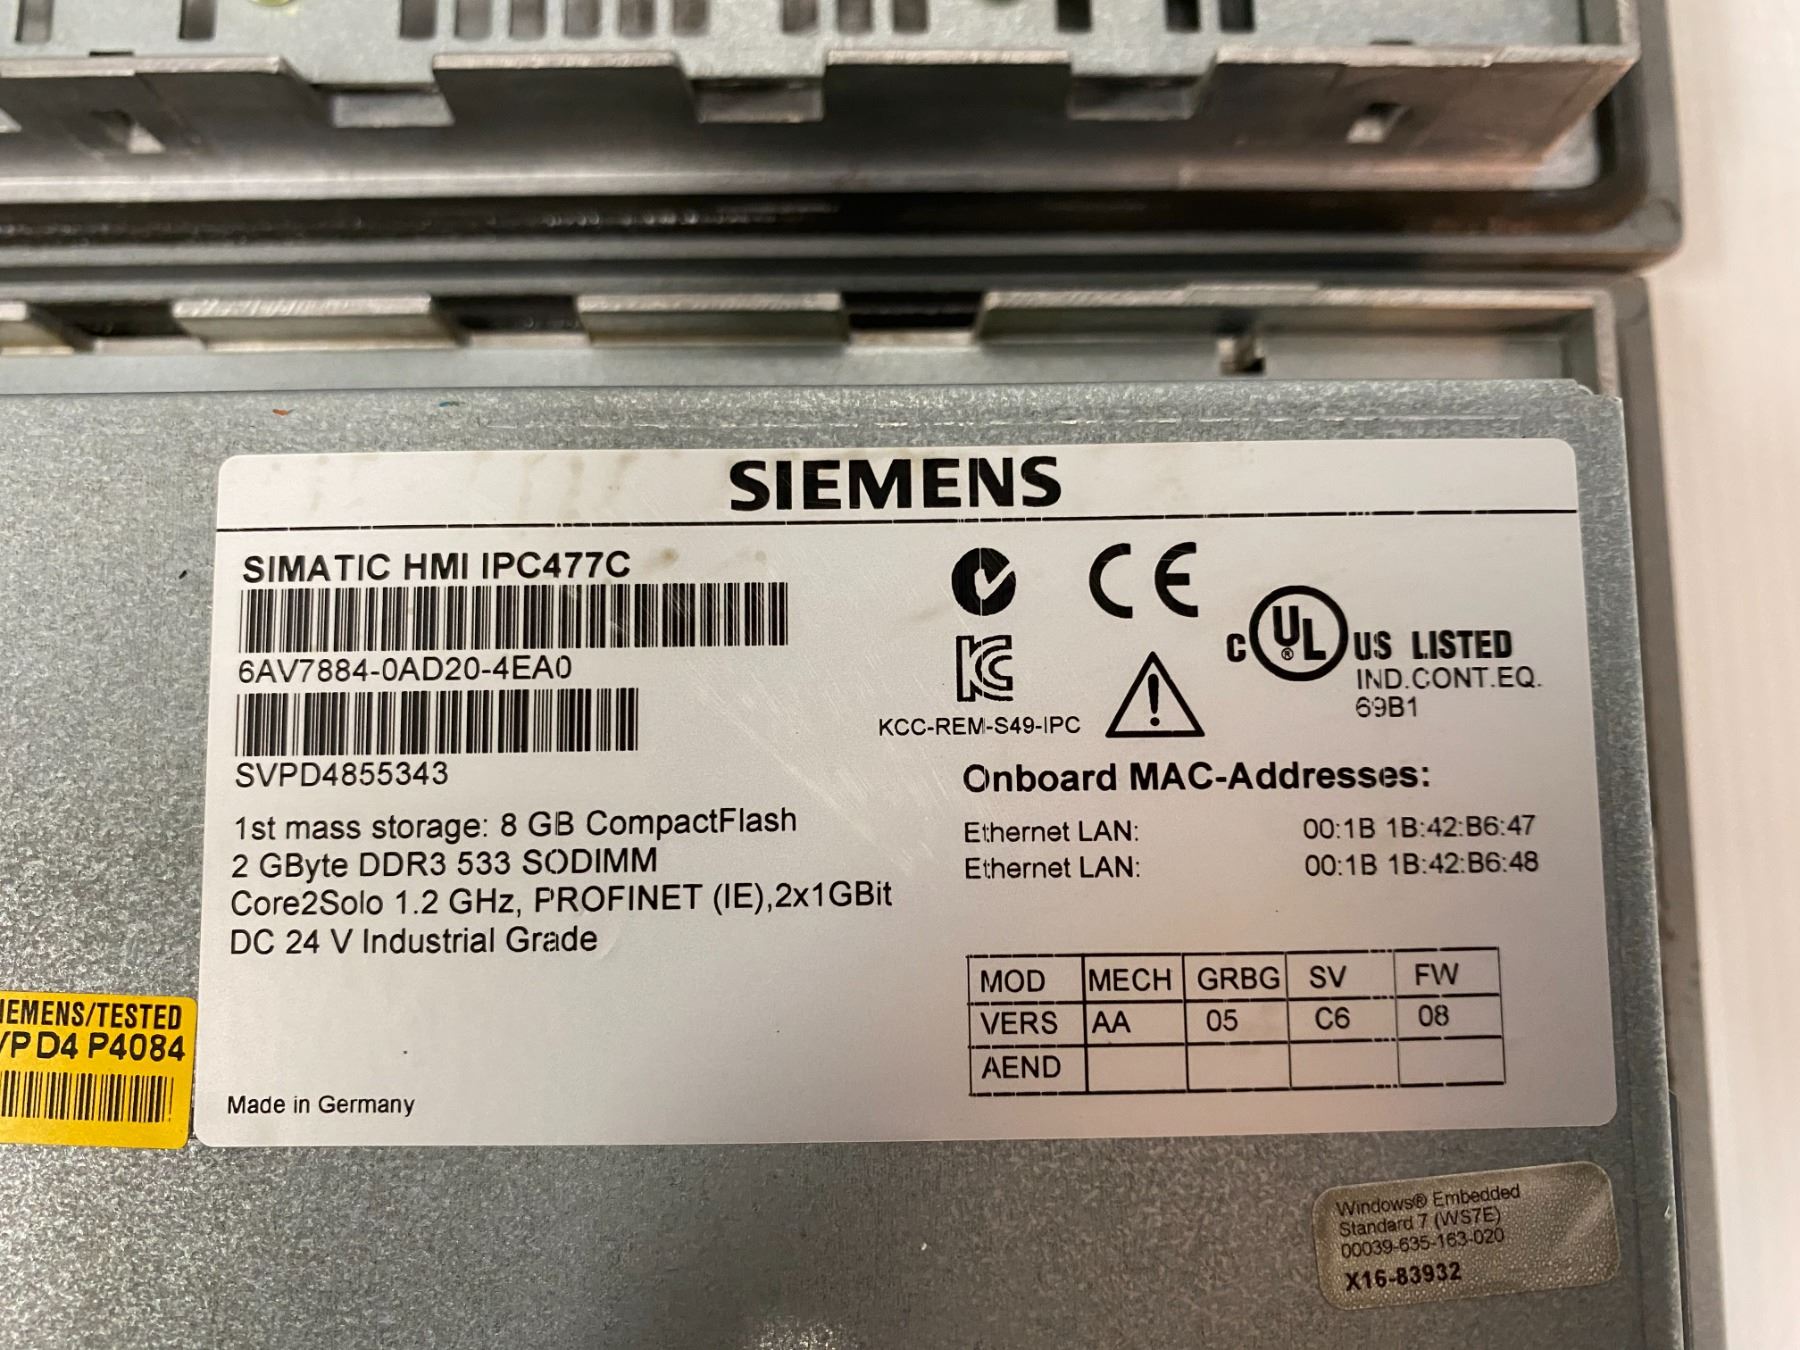 SIEMENS
SIMATIC HMI IPC477C
6AV7884-0AD20-4EA0
SVPD4855343
1st mass storage: 8 GB CompactFlash
2 GByte DDR3 533 SODIMM
Core2Solo 1.2 GHz, PROFINET (IE),2x1GBit
DC 24 V Industrial Grade
Made in Germany
CE
KC
KCC-REM-S49-IPC
C UL ® US LISTED
IND.CONT.EQ.
69B1
Onboard MAC-Addresses:
Ethernet LAN: 00:1B 1B:42:B6:47
Ethernet LAN: 00:1B 1B:42:B6:48
MOD MECH GRBG SV FW
VERS AA 05 C6 08
AEND
IEMENS/TESTED
VPD4 P4084
Windows® Embedded
Standard 7 (WS7E)
00039-635-163-020
X16-83932